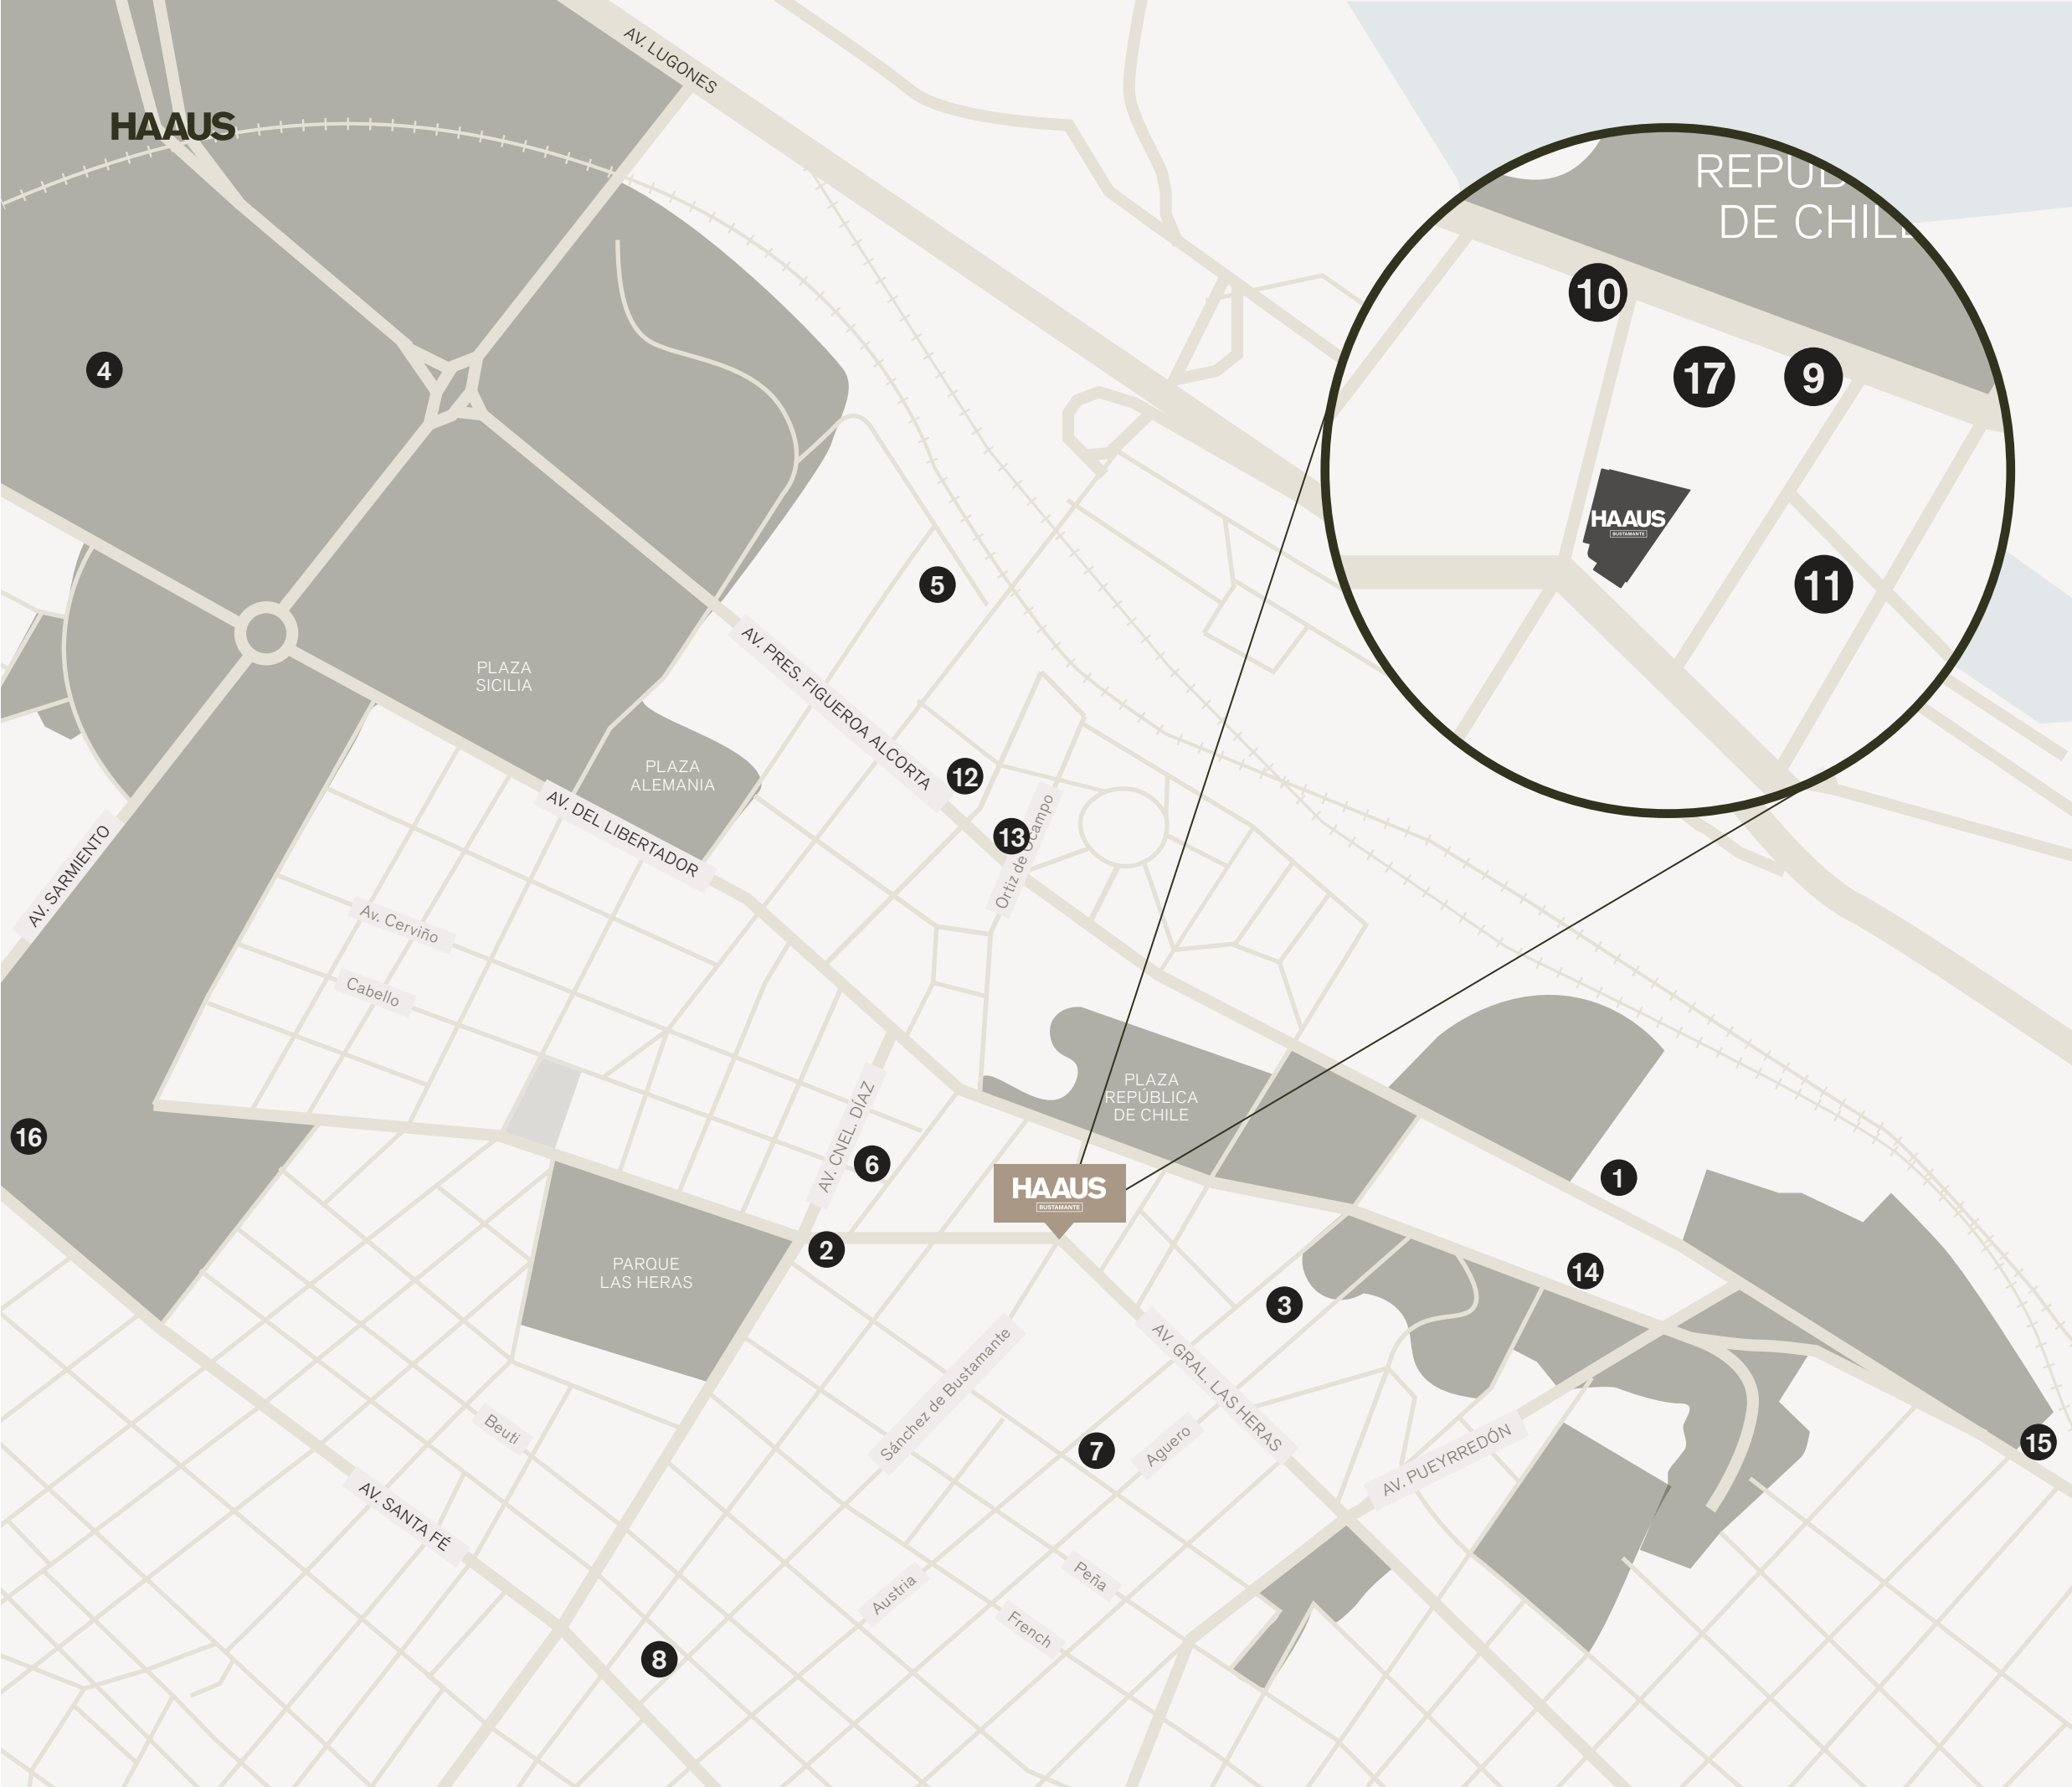 AV. LUGONES
HAAUS
REPÚB
DE CHILE
10
17
9
4
HAAUS
BUSTAMANTE
5
11
PLAZA
SICILIA
AV. PRES. FIGUEROA ALCORTA
PLAZA
ALEMANIA
12
AV. DEL LIBERTADOR
13
Ortiz de Ocampo
AV. SARMIENTO
Av. Cerviño
Cabello
PLAZA
REPÚBLICA
DE CHILE
16
AV. CNEL. DÍAZ
6
1
HAAUS
BUSTAMANTE
2
PARQUE
LAS HERAS
14
3
Sánchez de Bustamante
AV. GRAL. LAS HERAS
Beuti
7
Aguero
AV. PUEYRREDÓN
15
AV. SANTA FÉ
Austria
Peña
French
8